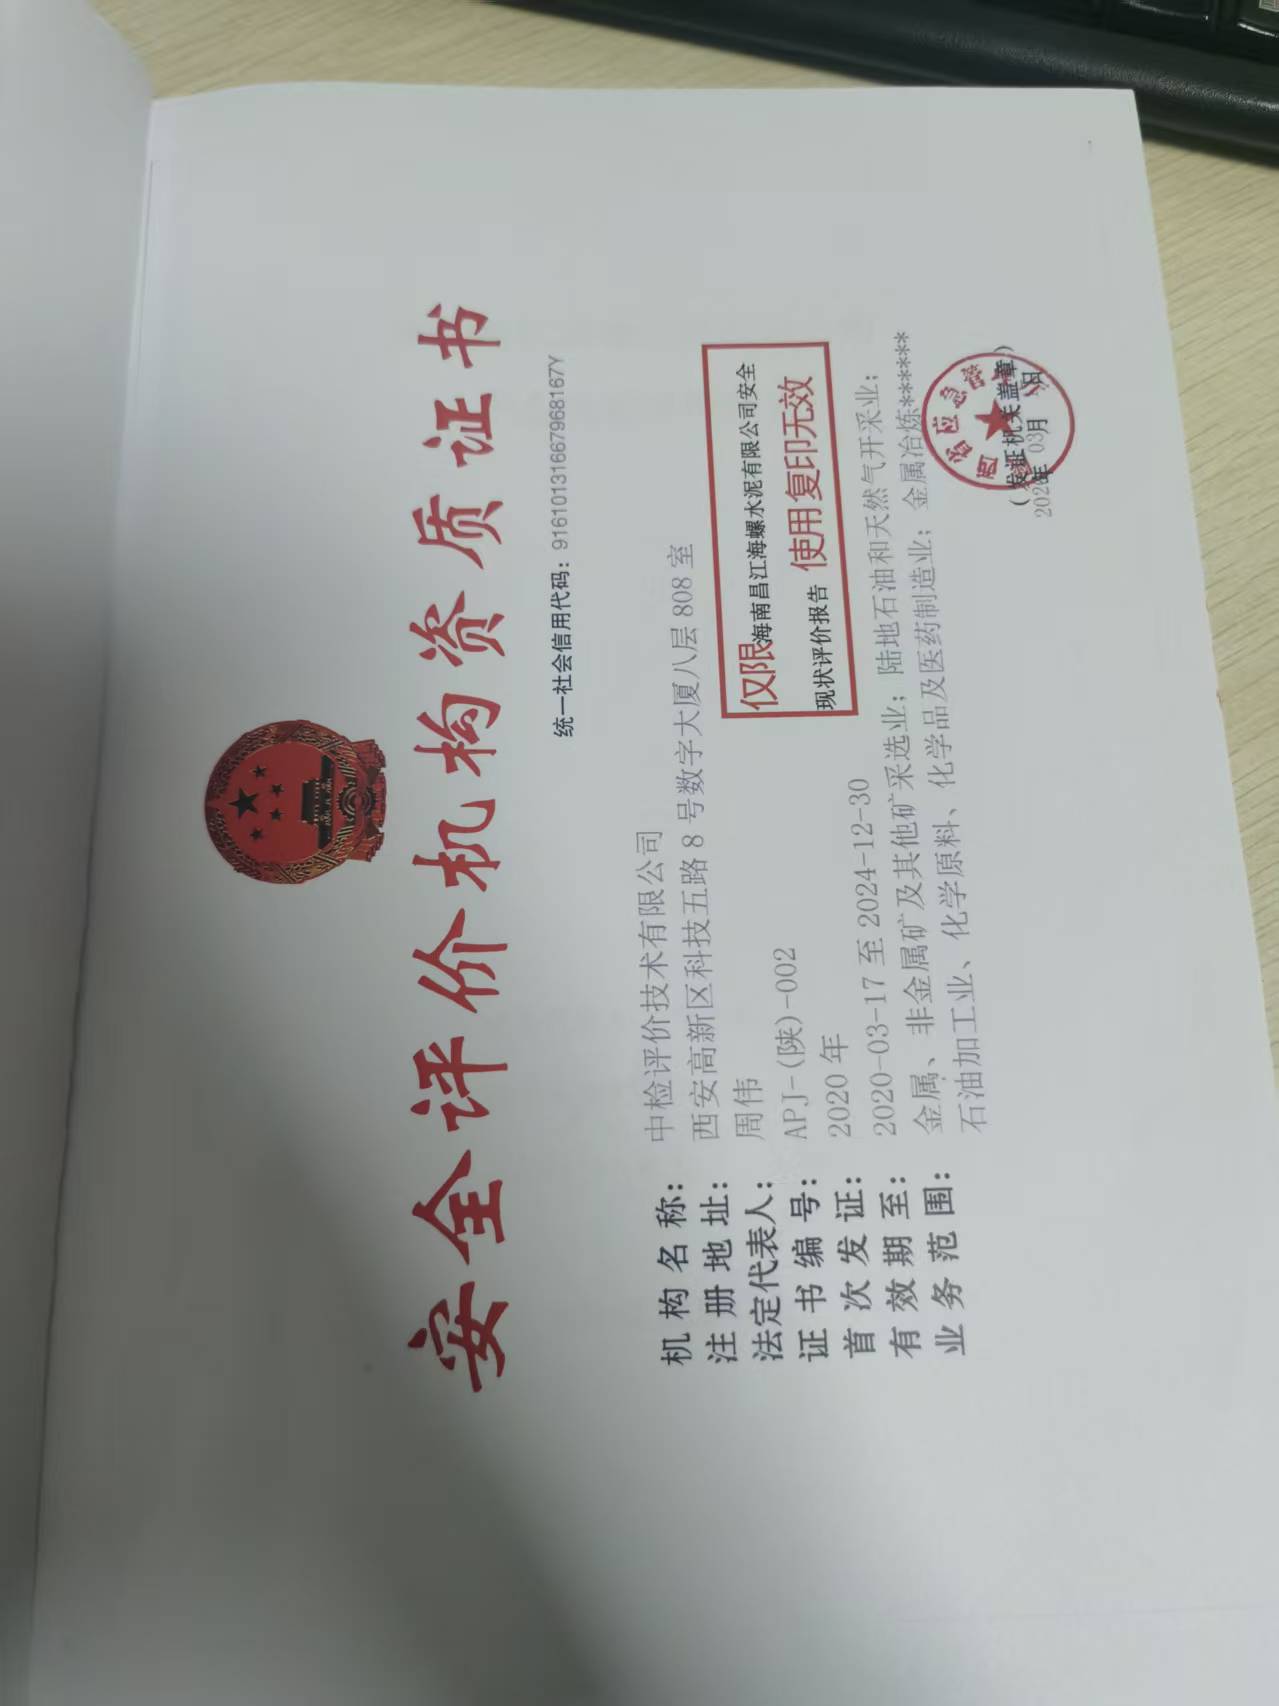 安全评价机构资质证书
统一社会信用代码：91610131667968167Y
机构名称：中检评价技术有限公司
注册地址：西安高新区科技五路8号数字大厦八层808室
法定代表人：周伟
证书编号：APJ-(陕)-002
首次发证：2020年
有效期至：2020-03-17至2024-12-30
业务范围：金属、非金属矿及其他矿采选业；陆地石油和天然气开采业；
石油加工业、化学原料、化学品及医药制造业；金属冶炼******
仅限海南昌江海螺水泥有限公司安全
现状评价报告使用复印无效
西省应急管
（发证机关盖章）
年03月 日